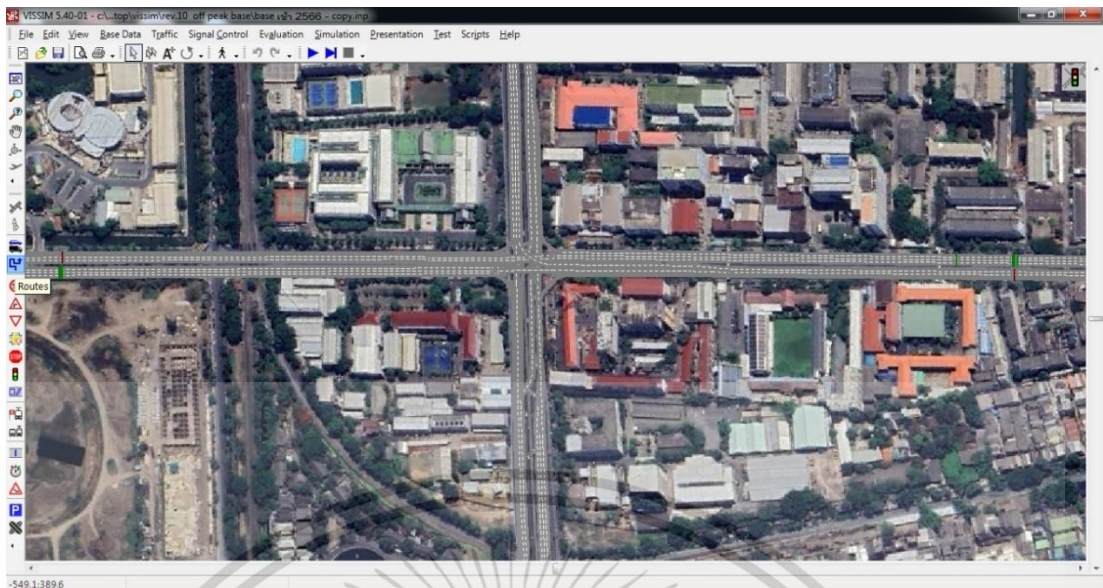 VISSIM 5.40-01 - c:\...top\vissim\rev.10 off peak base\base เช้า 2566 - copy.inp
File Edit View Base Data Traffic Signal Control Evaluation Simulation Presentation Test Scripts Help
Routes
STOP
P
-549.1:389.6